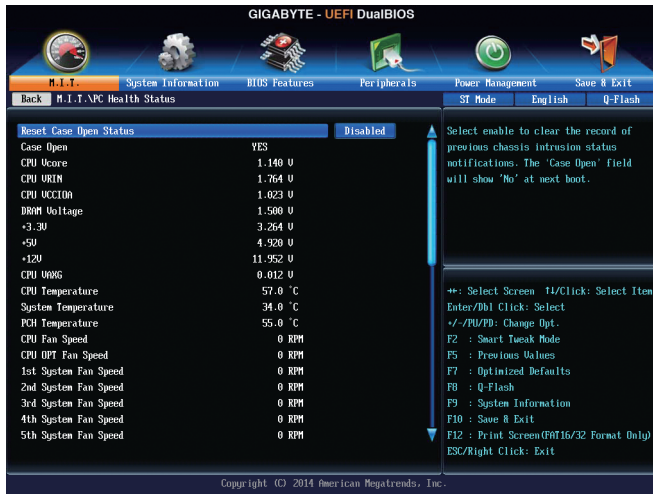 GIGABYTE - UEFI DualBIOS
M.I.T. System Information BIOS Features Peripherals Power Management Save & Exit
Back M.I.T.\PC Health Status ST Mode English Q-Flash
Reset Case Open Status Disabled
Case Open YES
CPU Vcore 1.140 V
CPU VRIN 1.764 V
CPU VCCIOA 1.023 V
DRAM Voltage 1.500 V
+3.3V 3.264 V
+5V 4.920 V
+12V 11.952 V
CPU VAXG 0.012 V
CPU Temperature 57.0 °C
System Temperature 34.0 °C
PCH Temperature 55.0 °C
CPU Fan Speed 0 RPM
CPU OPT Fan Speed 0 RPM
1st System Fan Speed 0 RPM
2nd System Fan Speed 0 RPM
3rd System Fan Speed 0 RPM
4th System Fan Speed 0 RPM
5th System Fan Speed 0 RPM
Select enable to clear the record of
previous chassis intrusion status
notifications. The 'Case Open' field
will show 'No' at next boot.
→←: Select Screen ↑↓/Click: Select Item
Enter/Dbl Click: Select
+/-/PU/PD: Change Opt.
F2 : Smart Tweak Mode
F5 : Previous Values
F7 : Optimized Defaults
F8 : Q-Flash
F9 : System Information
F10 : Save & Exit
F12 : Print Screen(FAT16/32 Format Only)
ESC/Right Click: Exit
Copyright (C) 2014 American Megatrends, Inc.